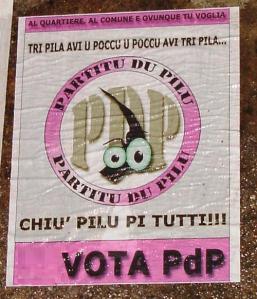 AL QUARTIERE, AL COMUNE E OVUNQUE TU VOGLIA
TRI PILA AVI U POCCU U POCCU AVI TRI PILA...
PARTITU DU PILU
PDP
PARTITU DU PILU
CHIU' PILU PI TUTTI!!!
VOTA PdP